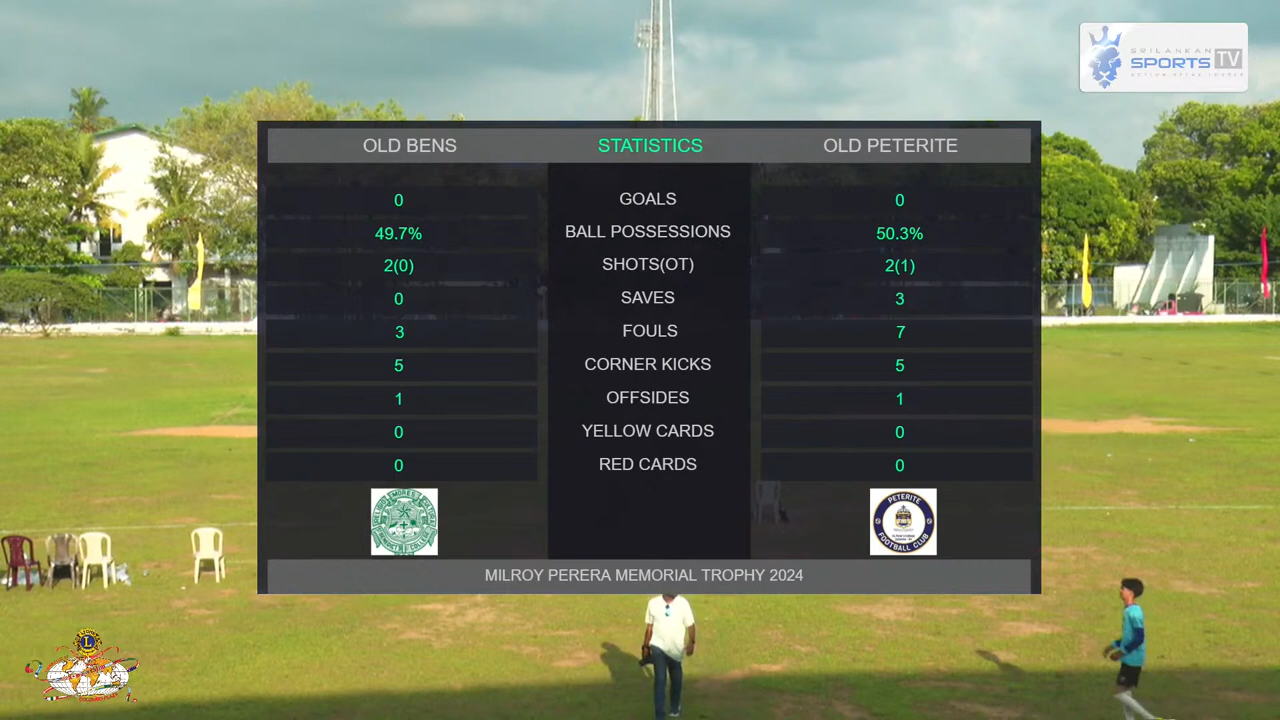 SRILANKAN
SPORTS TV
OLD BENS STATISTICS OLD PETERITE
0 GOALS 0
49.7% BALL POSSESSIONS 50.3%
2(0) SHOTS(OT) 2(1)
0 SAVES 3
3 FOULS 7
5 CORNER KICKS 5
1 OFFSIDES 1
0 YELLOW CARDS 0
0 RED CARDS 0
PETERITE
FOOTBALL CLUB
MILROY PERERA MEMORIAL TROPHY 2024
L